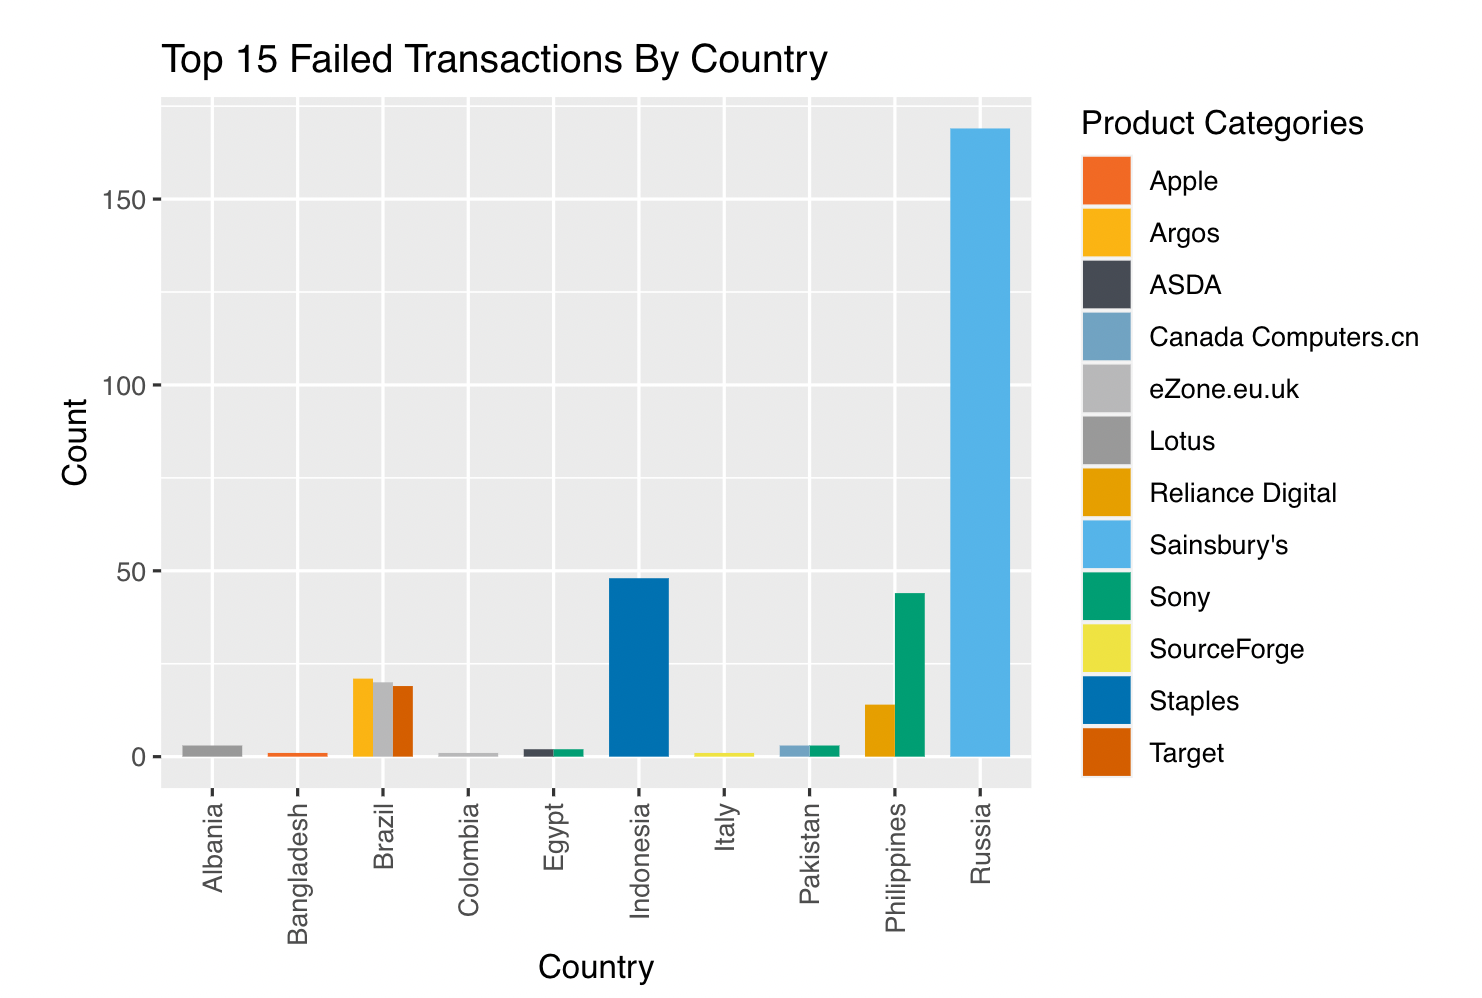 Top 15 Failed Transactions By Country
Count
150
100
50
0
Albania
Bangladesh
Brazil
Colombia
Egypt
Indonesia
Italy
Pakistan
Philippines
Russia
Country
Product Categories
Apple
Argos
ASDA
Canada Computers.cn
eZone.eu.uk
Lotus
Reliance Digital
Sainsbury's
Sony
SourceForge
Staples
Target